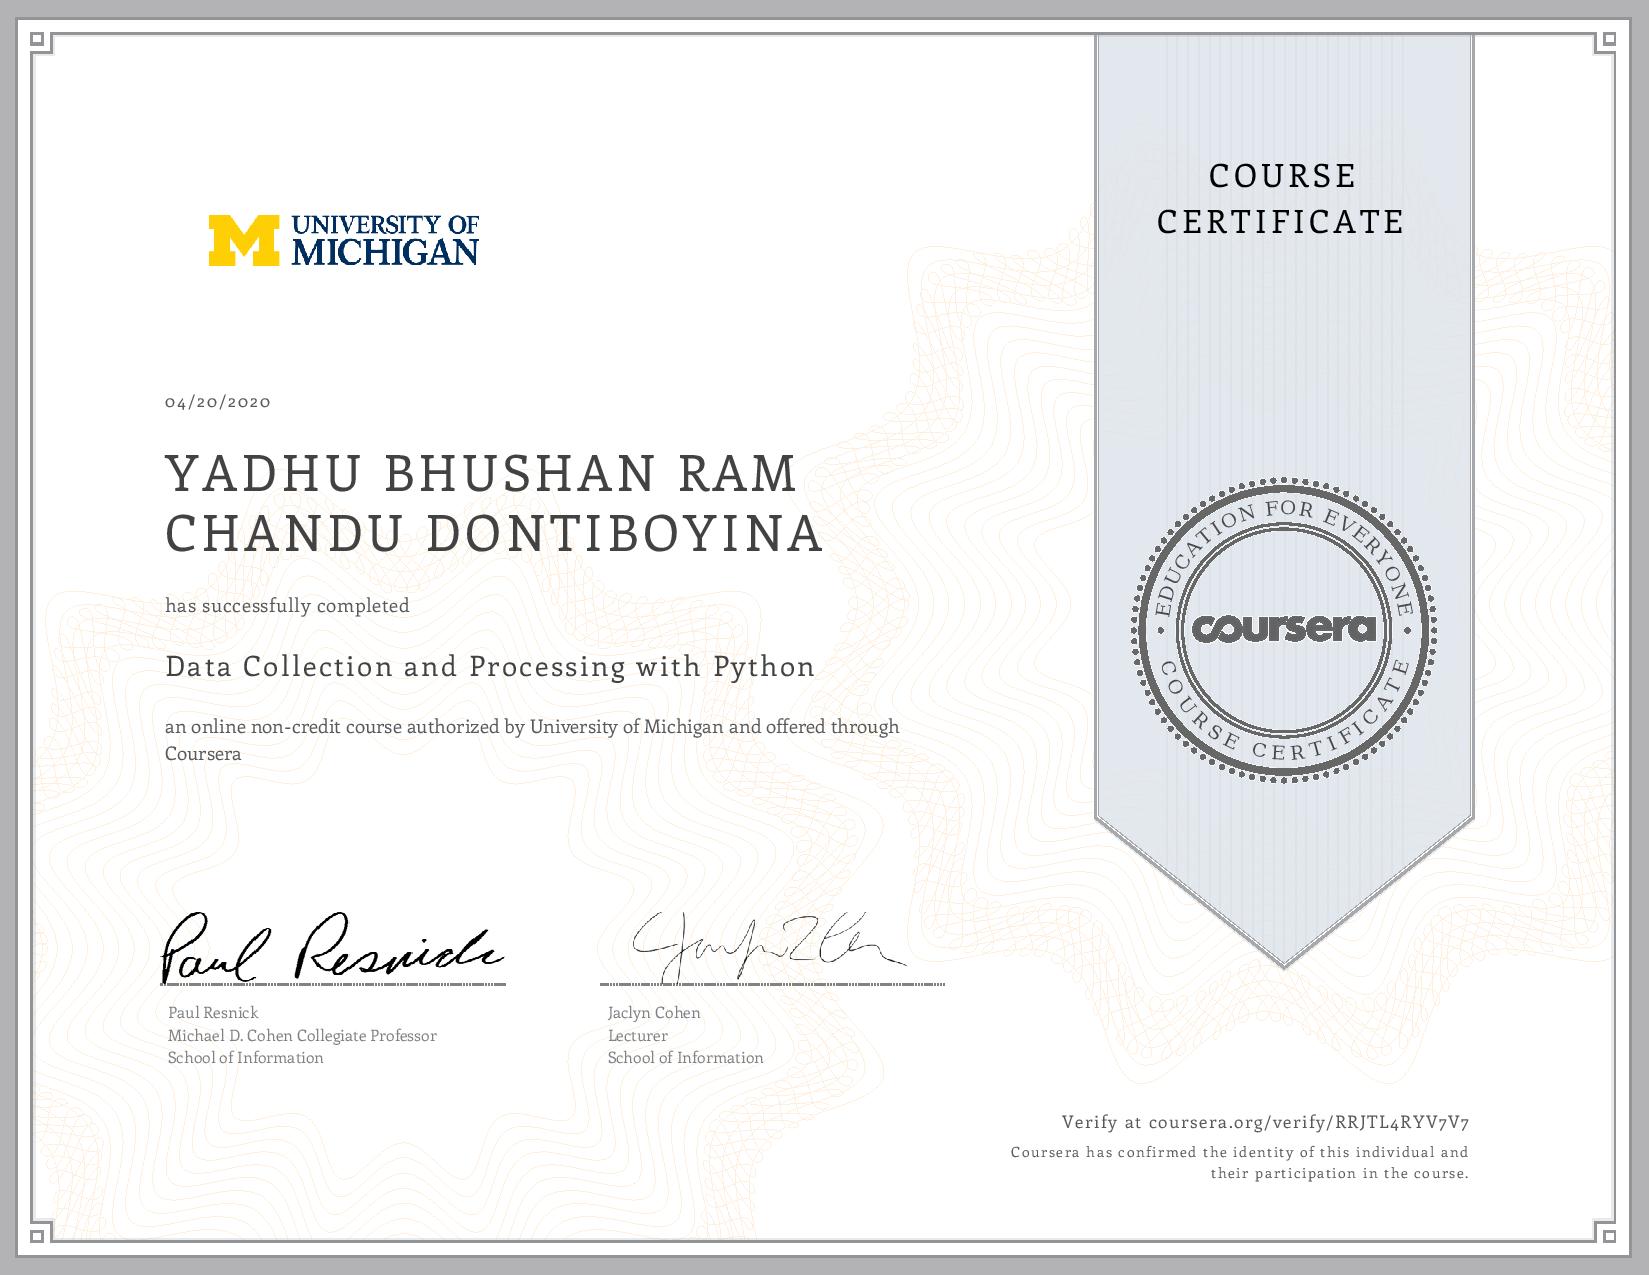 COURSE
CERTIFICATE
UNIVERSITY OF
MICHIGAN
04/20/2020
YADHU BHUSHAN RAM
CHANDU DONTIBOYINA
has successfully completed
Data Collection and Processing with Python
an online non-credit course authorized by University of Michigan and offered through
Coursera
EDUCATION FOR EVERYONE
coursera
COURSE CERTIFICATE
Paul Resnick
Paul Resnick
Michael D. Cohen Collegiate Professor
School of Information
Jaclyn Cohen
Lecturer
School of Information
Verify at coursera.org/verify/RRJTL4RYV7V7
Coursera has confirmed the identity of this individual and
their participation in the course.